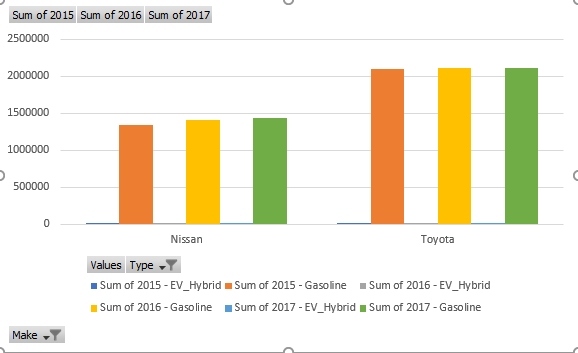 Sum of 2015 Sum of 2016 Sum of 2017
2500000
2000000
1500000
1000000
500000
0
Nissan Toyota
Values Type
Sum of 2015 - EV_Hybrid Sum of 2015 - Gasoline Sum of 2016 - EV_Hybrid
Sum of 2016 - Gasoline Sum of 2017 - EV_Hybrid Sum of 2017 - Gasoline
Make